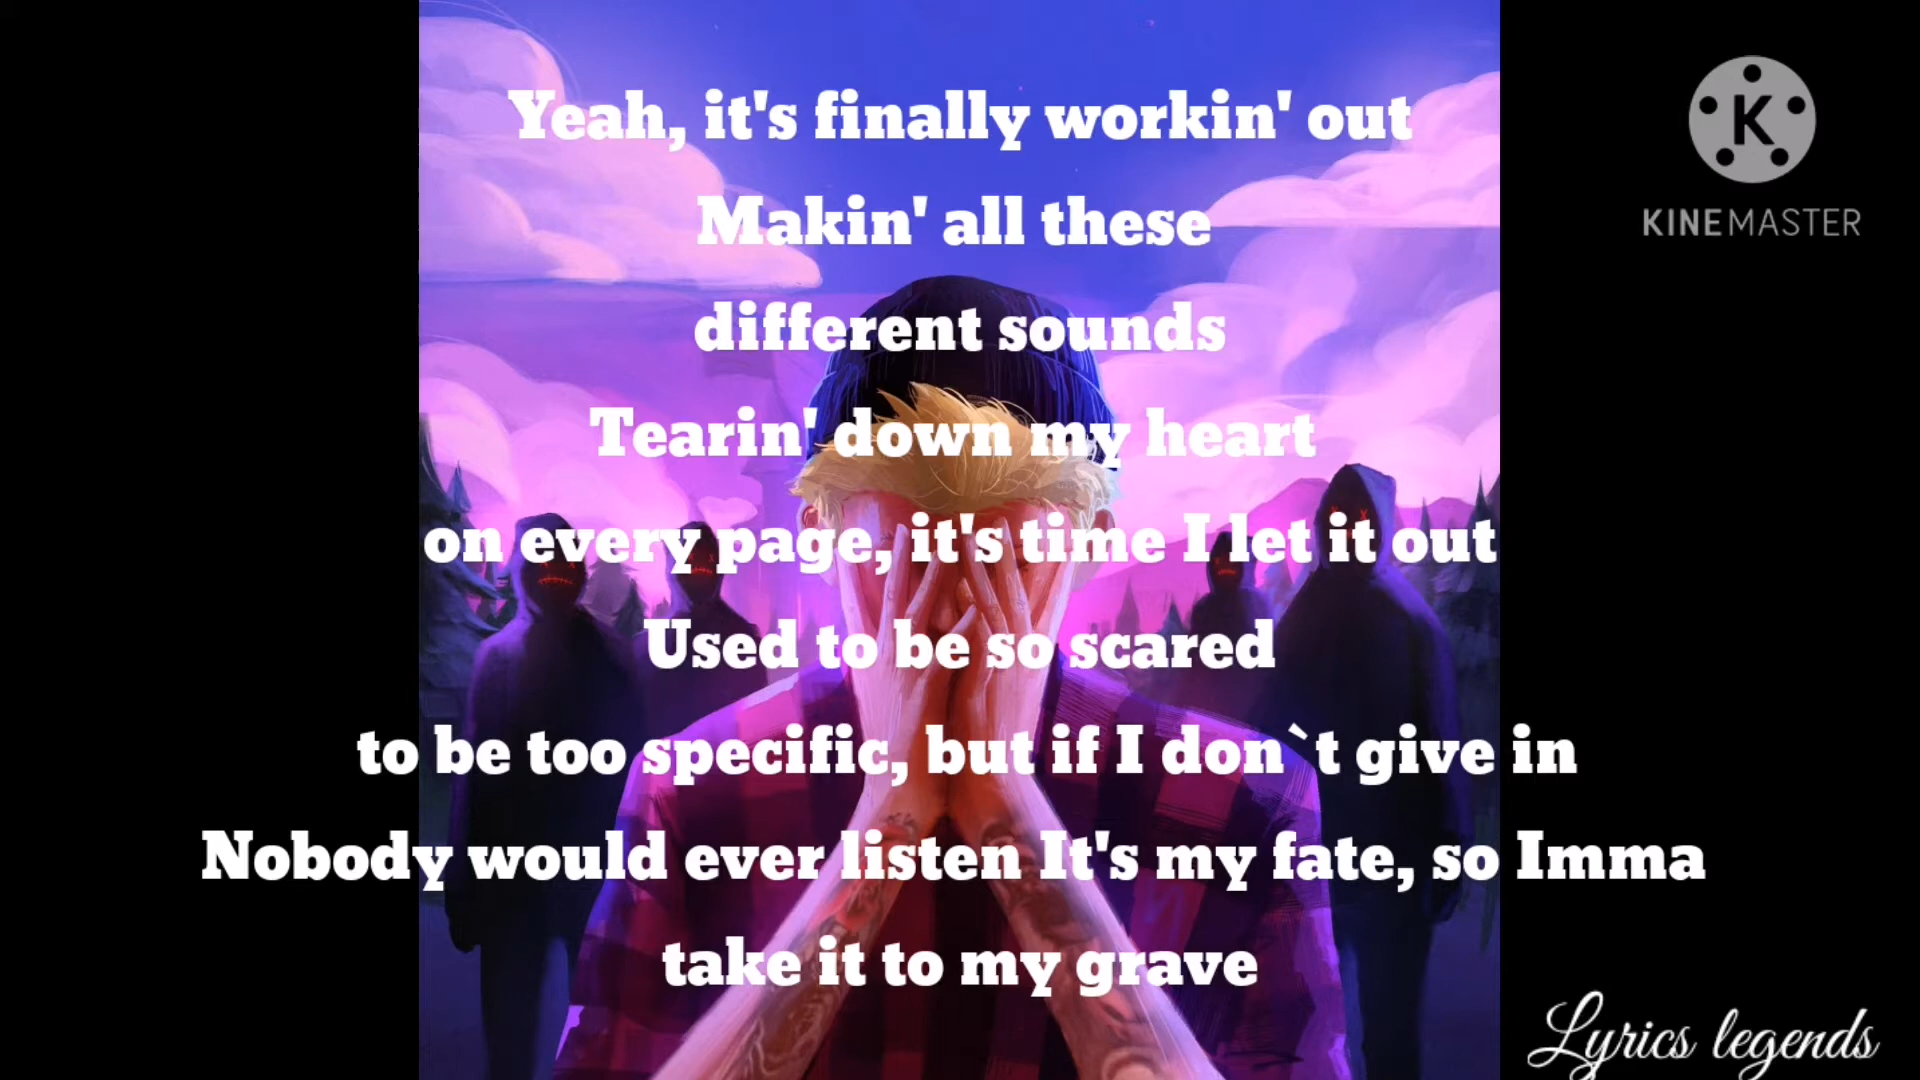 Yeah, it's finally workin' out
Makin' all these
different sounds
Tearin' down my heart
on every page, it's time I let it out
Used to be so scared
to be too specific, but if I don`t give in
Nobody would ever listen It's my fate, so Imma
take it to my grave
K
KINEMASTER
Lyrics legends